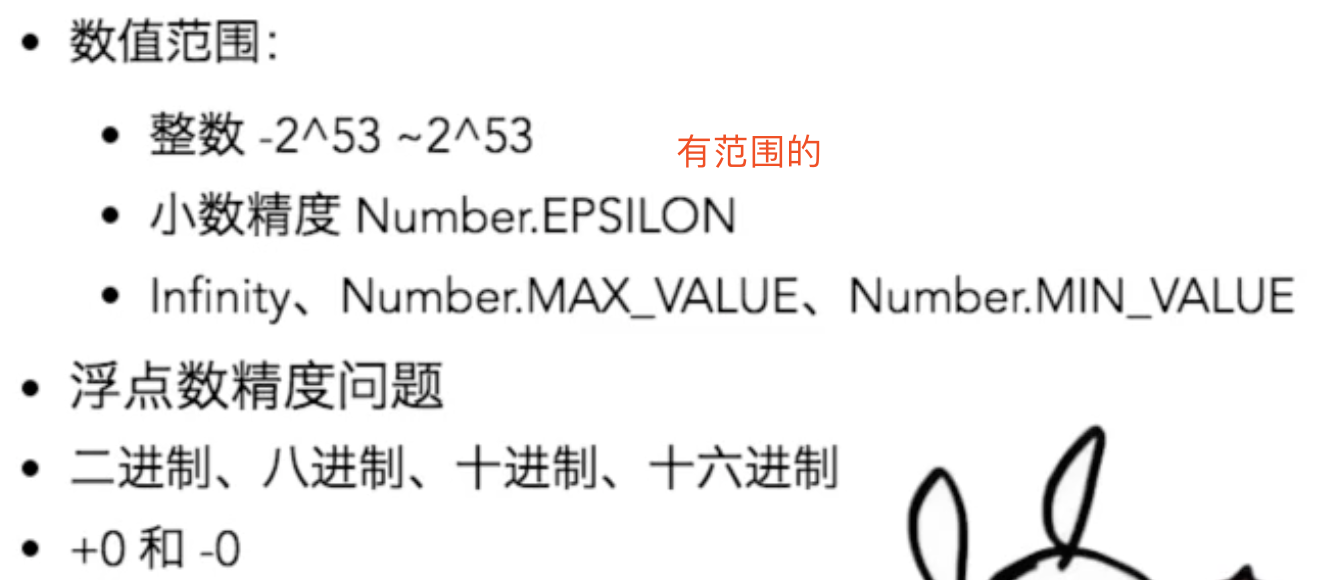 数值范围：
整数 -2^53 ~2^53
有范围的
小数精度 Number.EPSILON
Infinity、Number.MAX_VALUE、Number.MIN_VALUE
浮点数精度问题
二进制、八进制、十进制、十六进制
+0 和 -0